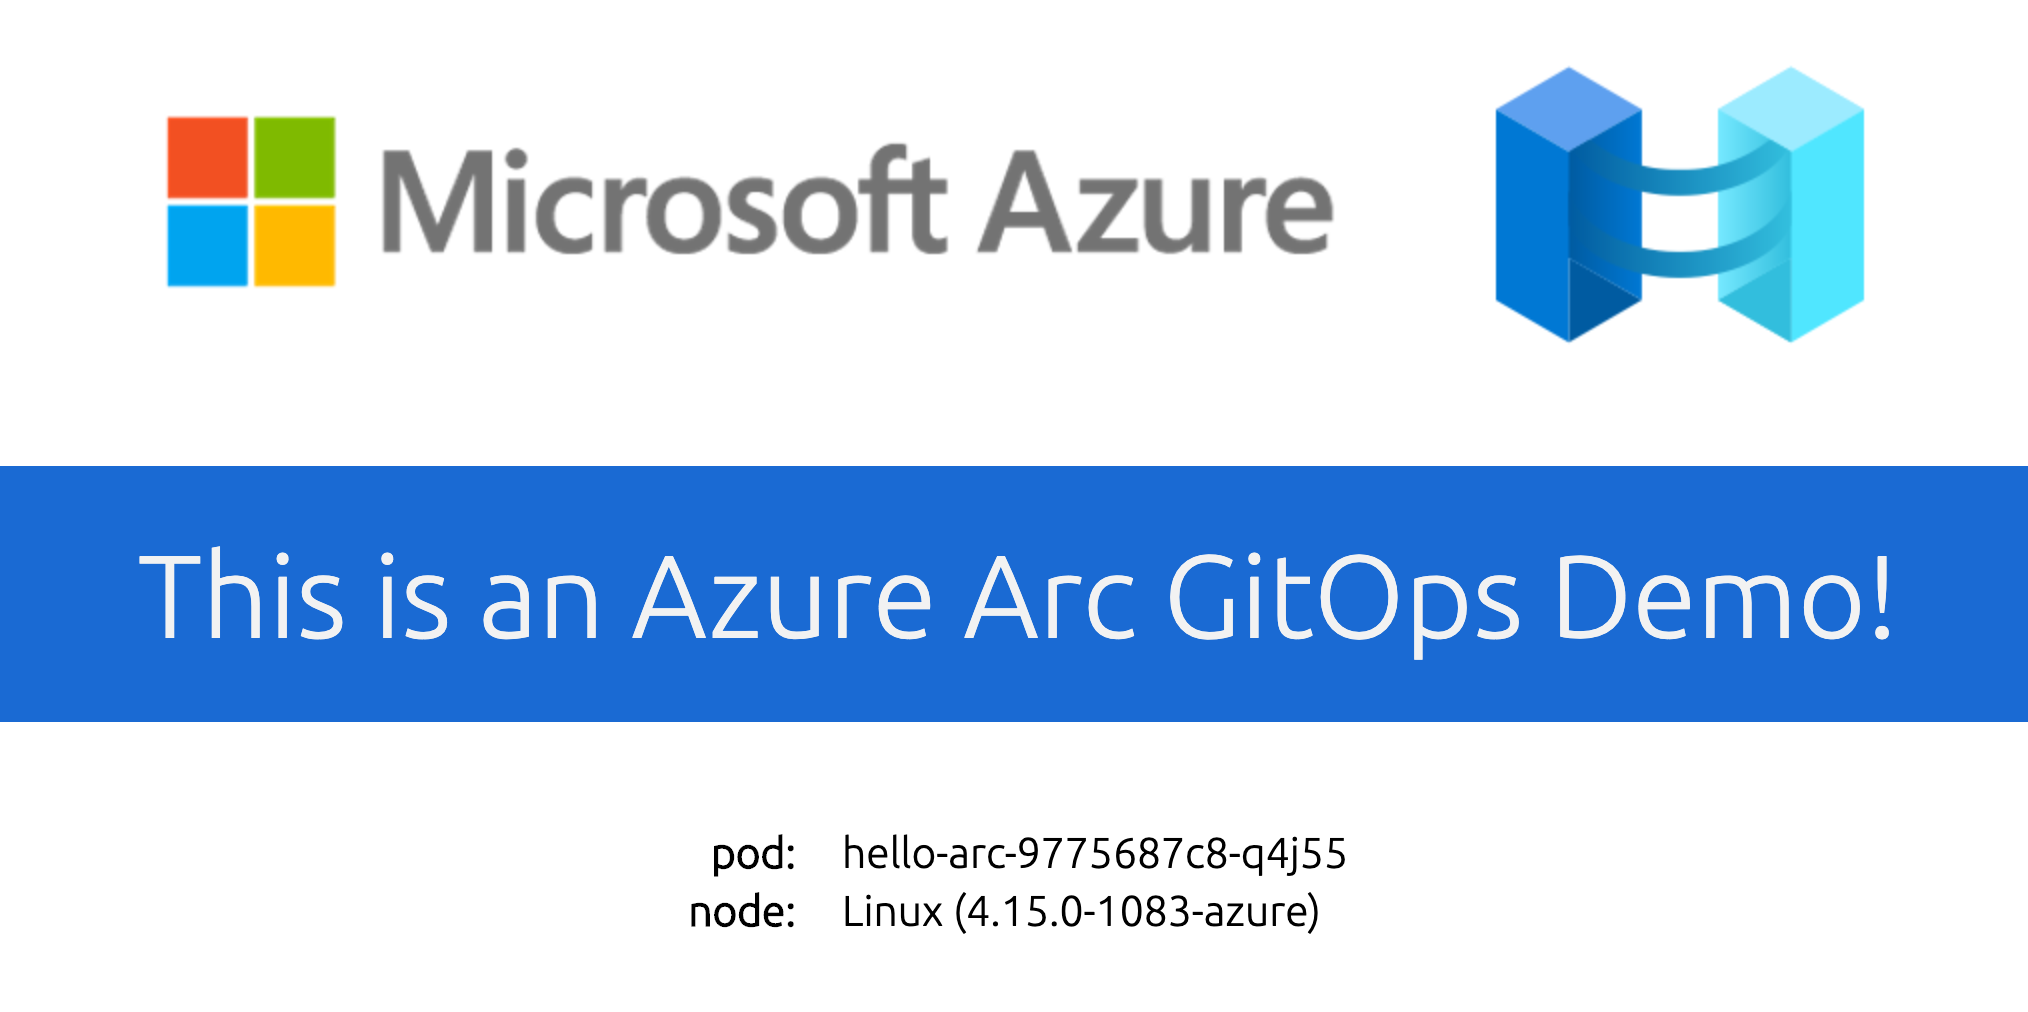 Microsoft Azure
This is an Azure Arc GitOps Demo!
pod: hello-arc-9775687c8-q4j55
node: Linux (4.15.0-1083-azure)